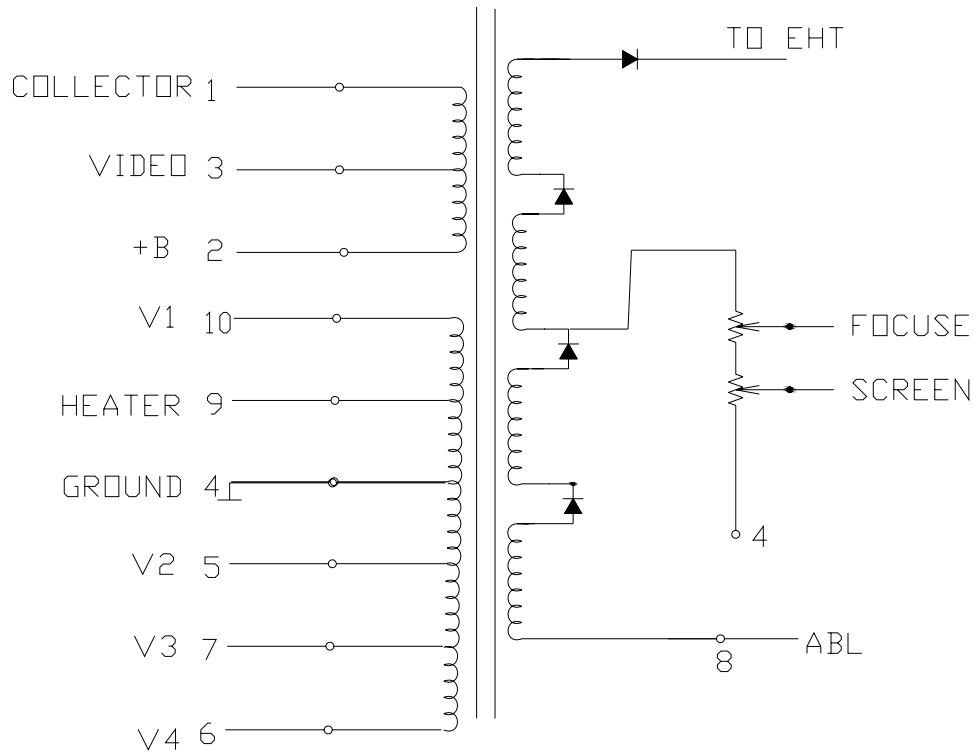 TO EHT
COLLECTOR 1
VIDEO 3
+B 2
V1 10
FOCUSE
SCREEN
HEATER 9
GROUND 4
4
V2 5
V3 7
ABL
8
V4 6